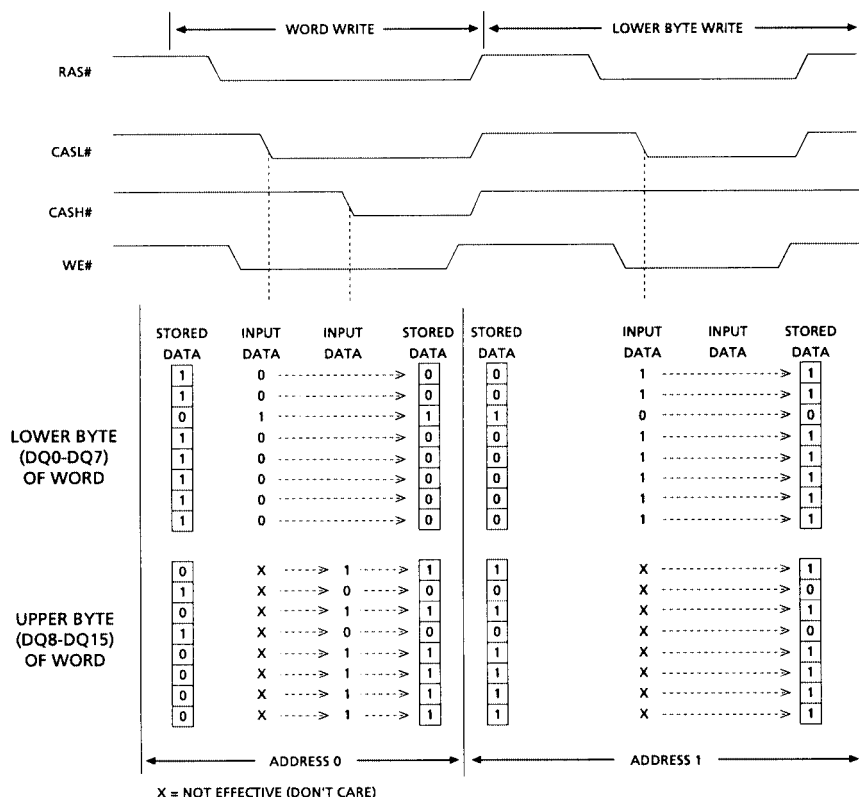 WORD WRITE LOWER BYTE WRITE
RAS#
CASL#
CASH#
WE#
STORED INPUT INPUT STORED STORED INPUT INPUT STORED
DATA DATA DATA DATA DATA DATA DATA DATA
1 0 0 0 1 1
1 0 0 0 1 1
0 1 1 1 0 0
1 0 0 0 1 1
1 0 0 0 1 1
1 0 0 0 1 1
1 0 0 0 1 1
1 0 0 0 1 1
LOWER BYTE
(DQ0-DQ7)
OF WORD
0 X 1 1 1 X 1
1 X 0 0 0 X 0
0 X 1 1 1 X 1
1 X 0 0 0 X 0
0 X 1 1 1 X 1
0 X 1 1 1 X 1
0 X 1 1 1 X 1
0 X 1 1 1 X 1
UPPER BYTE
(DQ8-DQ15)
OF WORD
ADDRESS 0 ADDRESS 1
X = NOT EFFECTIVE (DON'T CARE)